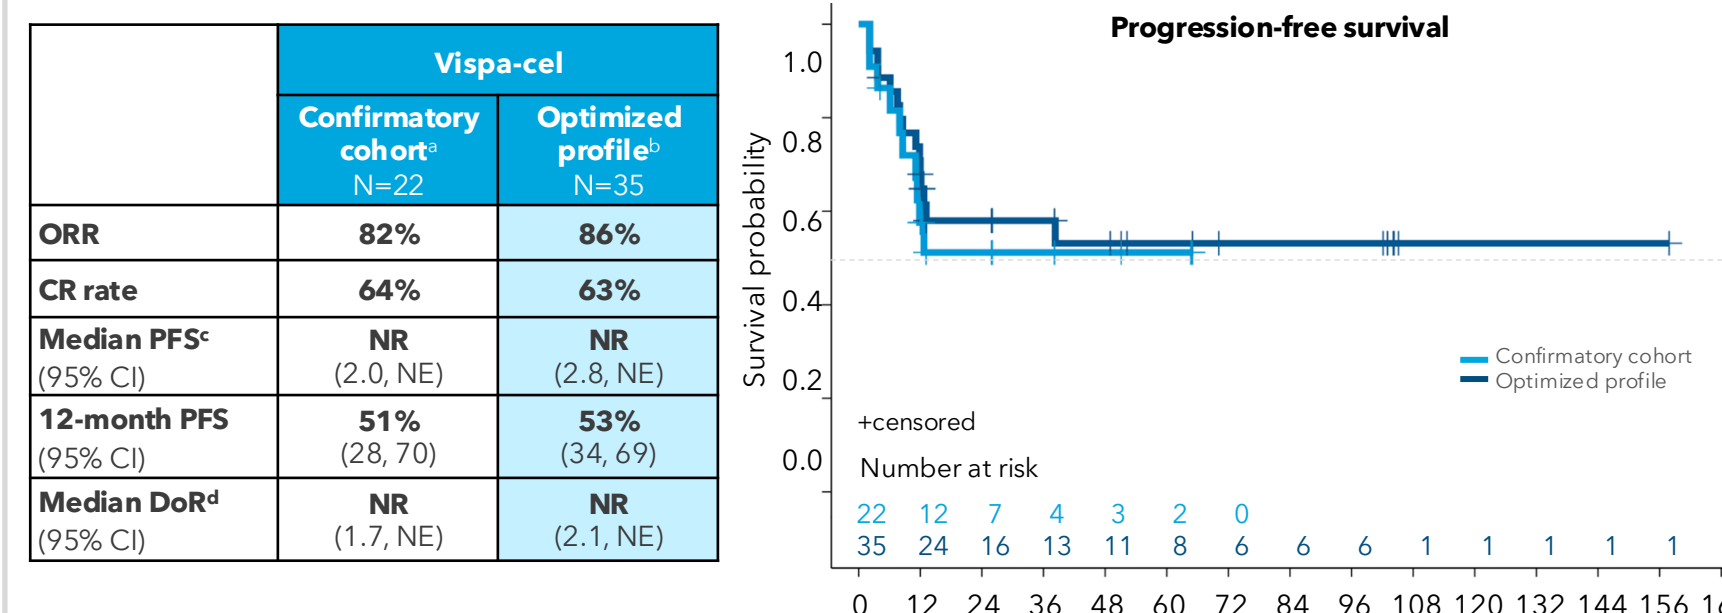 Vispa-cel
Confirmatory cohortᵃ N=22 Optimized profileᵇ N=35
ORR 82% 86%
CR rate 64% 63%
Median PFSᶜ NR NR
(95% CI) (2.0, NE) (2.8, NE)
12-month PFS 51% 53%
(95% CI) (28, 70) (34, 69)
Median DoRᵈ NR NR
(95% CI) (1.7, NE) (2.1, NE)
Progression-free survival
Survival probability
1.0
0.8
0.6
0.4
0.2
0.0
Confirmatory cohort
Optimized profile
+censored
Number at risk
22 12 7 4 3 2 0
35 24 16 13 11 8 6 6 6 1 1 1 1 1
0 12 24 36 48 60 72 84 96 108 120 132 144 156